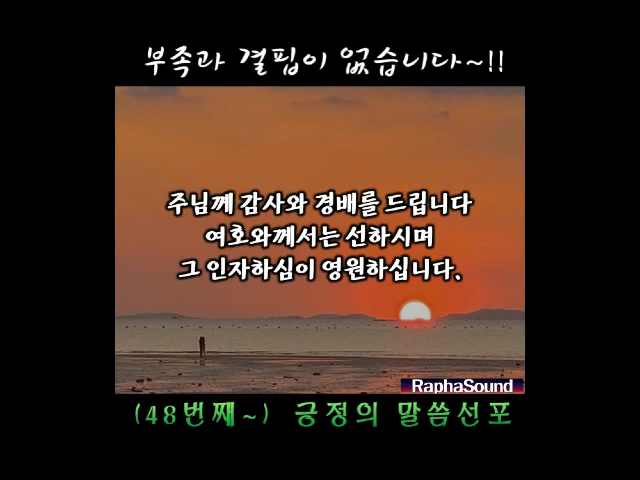 부족과 결핍이 없습니다~!!
주님께 감사와 경배를 드립니다
여호와께서는 선하시며
그 인자하심이 영원하십니다.
RaphaSound
(48번째~) 긍정의 말씀선포